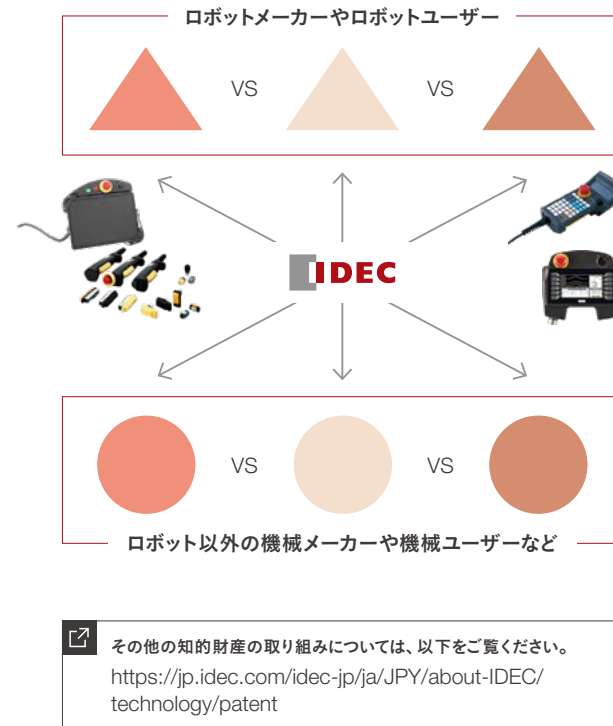 ロボットメーカーやロボットユーザー
VS
VS
IDEC
VS
VS
ロボット以外の機械メーカーや機械ユーザーなど
その他の知的財産の取り組みについては、以下をご覧ください。
https://jp.idec.com/idec-jp/ja/JPY/about-IDEC/
technology/patent